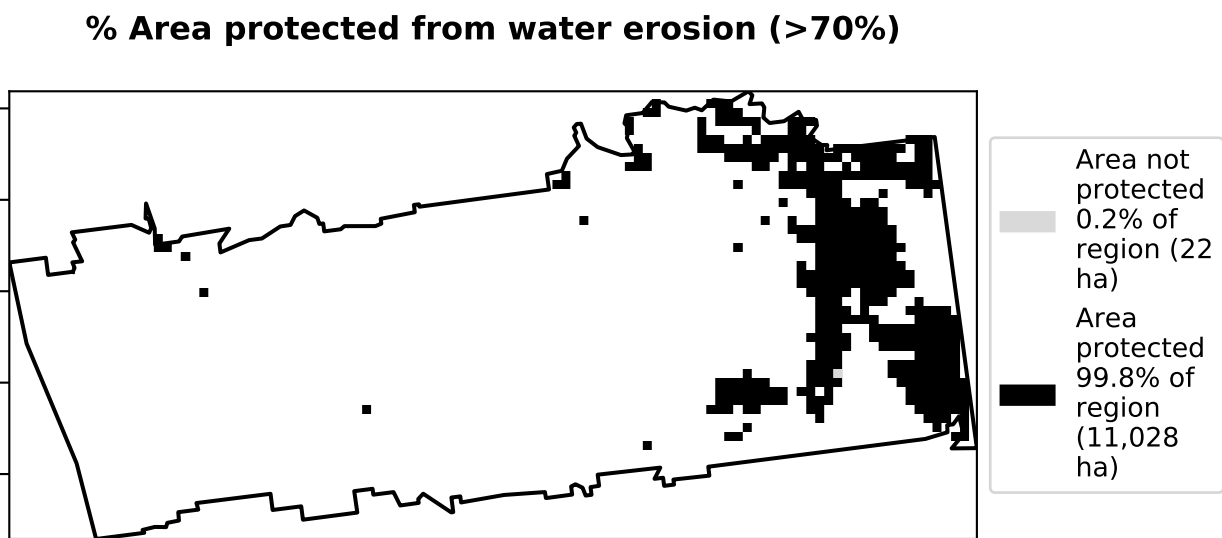 % Area protected from water erosion (>70%)
Area not
protected
0.2% of
region (22
ha)
Area
protected
99.8% of
region
(11,028
ha)